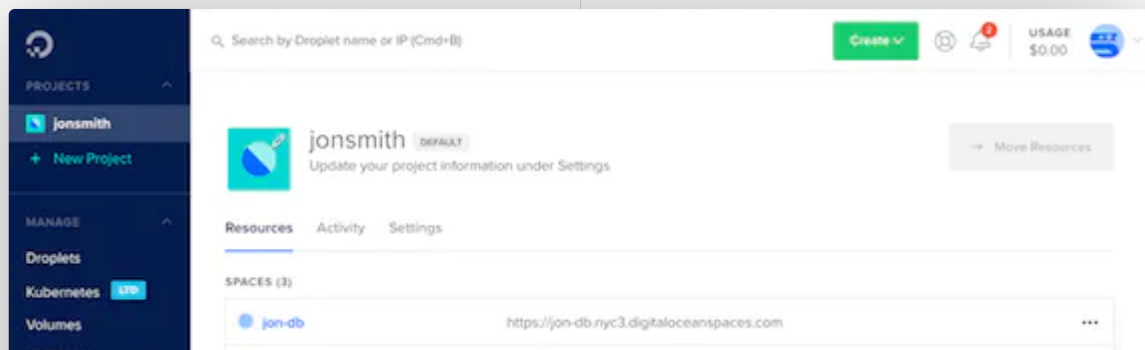 Search by Droplet name or IP (Cmd+B)
Create
2
USAGE
$0.00
PROJECTS
jonsmith
+ New Project
MANAGE
Droplets
Kubernetes LTD
Volumes
jonsmith DEFAULT
Update your project information under Settings
→ Move Resources
Resources Activity Settings
SPACES (3)
jon-db https://jon-db.nyc3.digitaloceanspaces.com